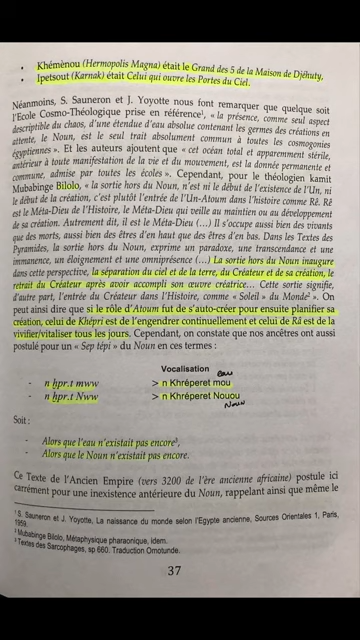 • Khémènou (Hermopolis Magna) était le Grand des 5 de la Maison de Djéhuty,
• Ipetsout (Karnak) était Celui qui ouvre les Portes du Ciel.
Néanmoins, S. Sauneron et J. Yoyotte nous font remarquer que quelque soit
l'Ecole Cosmo-Théologique prise en référence¹, « la présence, comme seul aspect
descriptible du chaos, d'une étendue d'eau absolue contenant les germes des créations en
attente, est le seul trait absolument commun à toutes les cosmogonies
égyptiennes ». Et les auteurs ajoutent que « cet océan total et apparemment stérile,
antérieur à toute manifestation de la vie et du mouvement, est la donnée permanente et
commune, admise par toutes les écoles ». Cependant, pour le théologien kamit
Mubabinge Bilolo, « la sortie hors du Noun, n'est ni le début de l'existence de l'Un, ni
le début de la création, c'est plutôt l'entrée de l'Un-Atoum dans l'histoire comme Rê. Rê
est le Méta-Dieu de l'Histoire, le Méta-Dieu qui veille au maintien ou au développement
de sa création. Autrement dit, il est le Méta-Dieu (...) Il s'occupe aussi bien des vivants
que des morts, aussi bien des êtres d'en haut que des êtres d'en bas. Dans les Textes des
Pyramides, la sortie hors du Noun, exprime un paradoxe, une transcendance et une
immanence, un éloignement et une omniprésence (...) La sortie hors du Noun inaugure
dans cette perspective, la séparation du ciel et de la terre, du Créateur et de sa création, le
retrait du Créateur après avoir accompli son œuvre créatrice... Cette sortie signifie,
d'autre part, l'entrée du Créateur dans l'Histoire, comme « Soleil » du Monde² ». On
peut ainsi dire que si le rôle d'Atoum fut de s'auto-créer pour ensuite planifier sa
création, celui de Khépri est de l'engendrer continuellement et celui de Râ est de la
vivifier/vitaliser tous les jours. Cependant, on constate que nos ancêtres ont aussi
postulé pour un « Sep tépi » du Noun en ces termes :
Vocalisation
eau
- n hpr.t mww > n Khréperet mou
- n hpr.t Nww > n Khréperet Nouou
Noun
Soit :
- Alors que l'eau n'existait pas encore³,
- Alors que le Noun n'existait pas encore.
Ce Texte de l'Ancien Empire (vers 3200 de l'ère ancienne africaine) postule ici
carrément pour une inexistence antérieure du Noun, rappelant ainsi que même le
¹ S. Sauneron et J. Yoyotte, La naissance du monde selon l'Egypte ancienne, Sources Orientales 1, Paris,
1959.
² Mubabinge Bilolo, Métaphysique pharaonique, idem.
³ Textes des Sarcophages, sp 660. Traduction Omotunde.
37